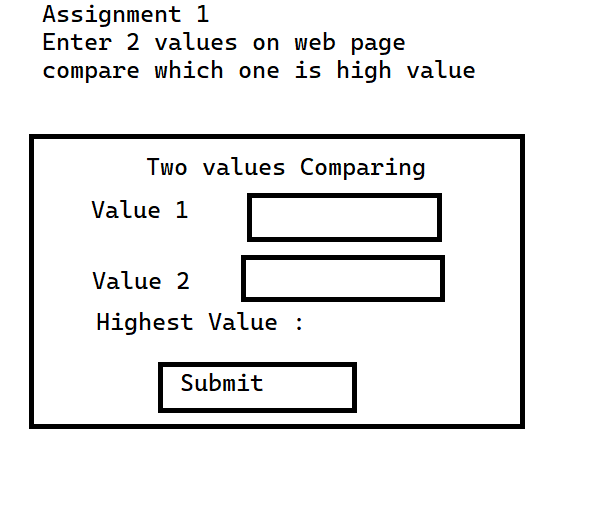 Assignment 1
Enter 2 values on web page
compare which one is high value
Two values Comparing
Value 1
Value 2
Highest Value :
Submit